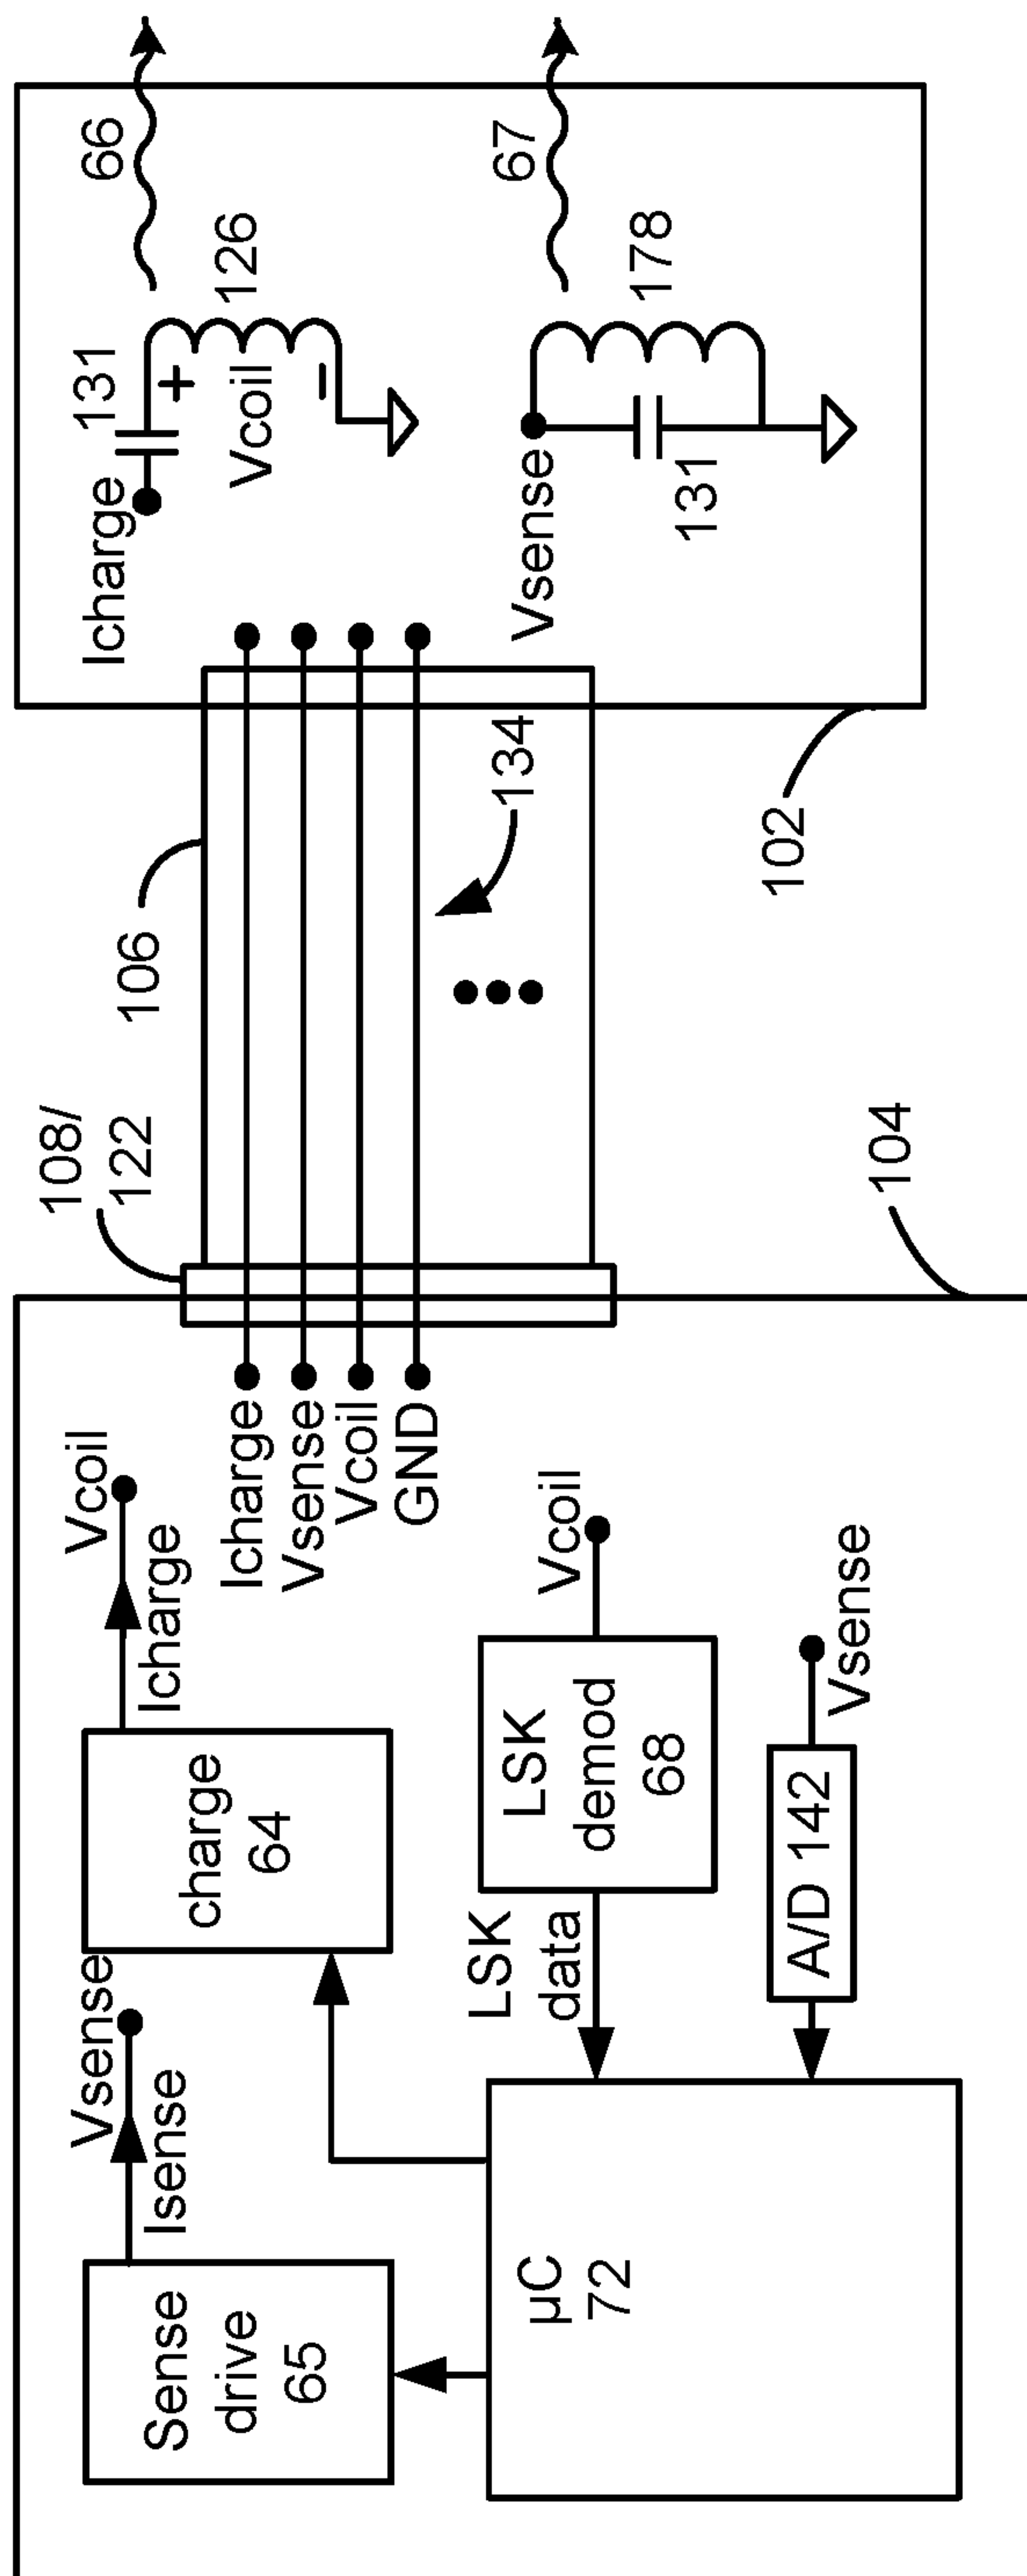 Sense
drive
65
Vsense
Isense
charge
64
Vcoil
Icharge
µC
72
LSK
data
LSK
demod
68
Vcoil
A/D 142
Vsense
Icharge
Vsense
Vcoil
GND
108/
122
104
106
134
102
Icharge
131
+
Vcoil
–
126
66
Vsense
131
178
67